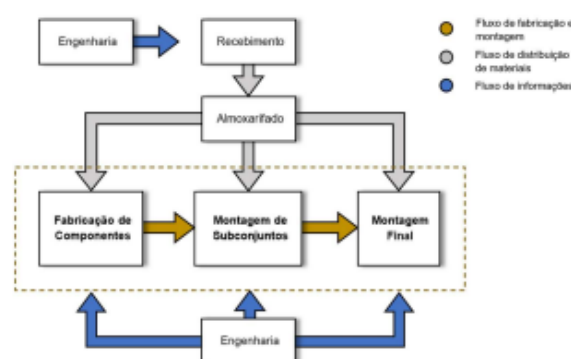 Engenharia
Recebimento
Fluxo de fabricação e
montagem
Fluxo de distribuição
de materiais
Fluxo de informações
Almoxarifado
Fabricação de
Componentes
Montagem de
Subconjuntos
Montagem
Final
Engenharia